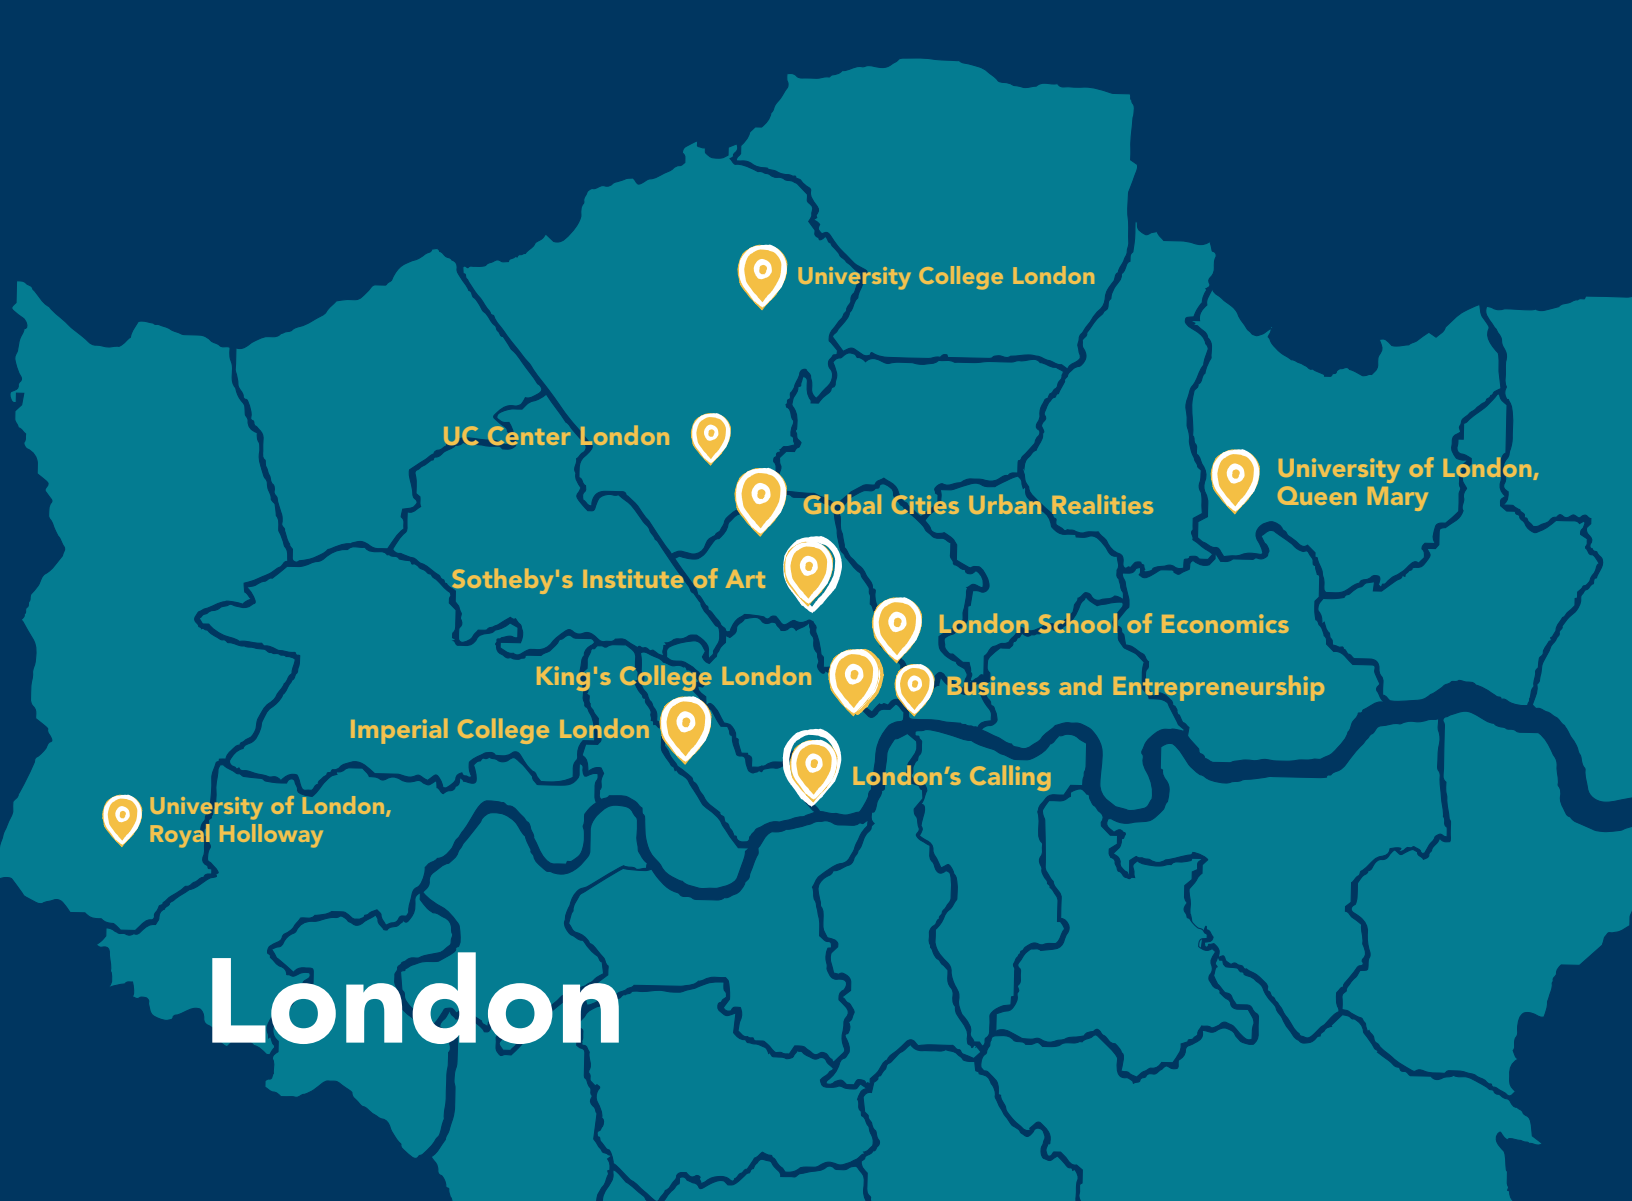 University College London
UC Center London
University of London,
Queen Mary
Global Cities Urban Realities
Sotheby's Institute of Art
London School of Economics
King's College London
Business and Entrepreneurship
Imperial College London
London’s Calling
University of London,
Royal Holloway
London